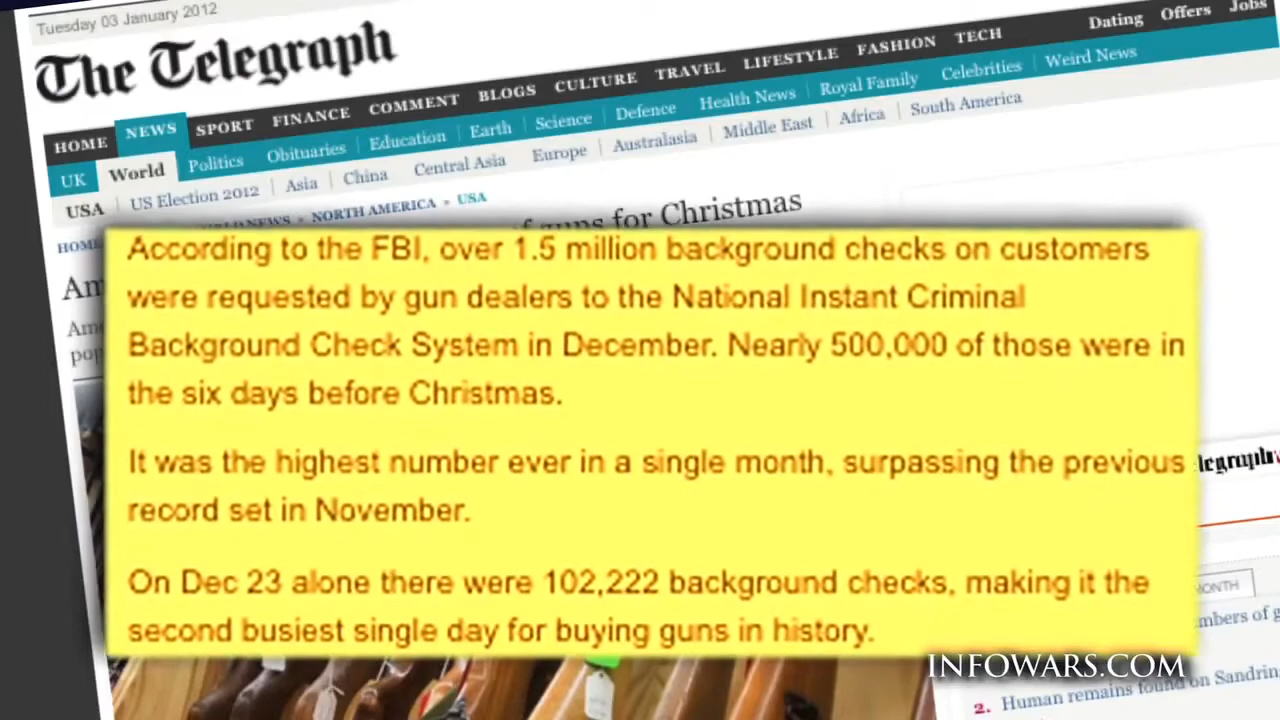 Tuesday 03 January 2012
The Telegraph
Dating Offers Jobs
HOME NEWS SPORT FINANCE COMMENT BLOGS CULTURE TRAVEL LIFESTYLE FASHION TECH
UK World Politics Obituaries Education Earth Science Defence Health News Royal Family Celebrities Weird News
USA US Election 2012 Asia China Central Asia Europe Australasia Middle East Africa South America
HOME NEWS » NORTH AMERICA » USA
guns for Christmas
According to the FBI, over 1.5 million background checks on customers
were requested by gun dealers to the National Instant Criminal
Background Check System in December. Nearly 500,000 of those were in
the six days before Christmas.
It was the highest number ever in a single month, surpassing the previous
record set in November.
On Dec 23 alone there were 102,222 background checks, making it the
second busiest single day for buying guns in history.
INFOWARS.COM
2. Human remains found on Sandrin